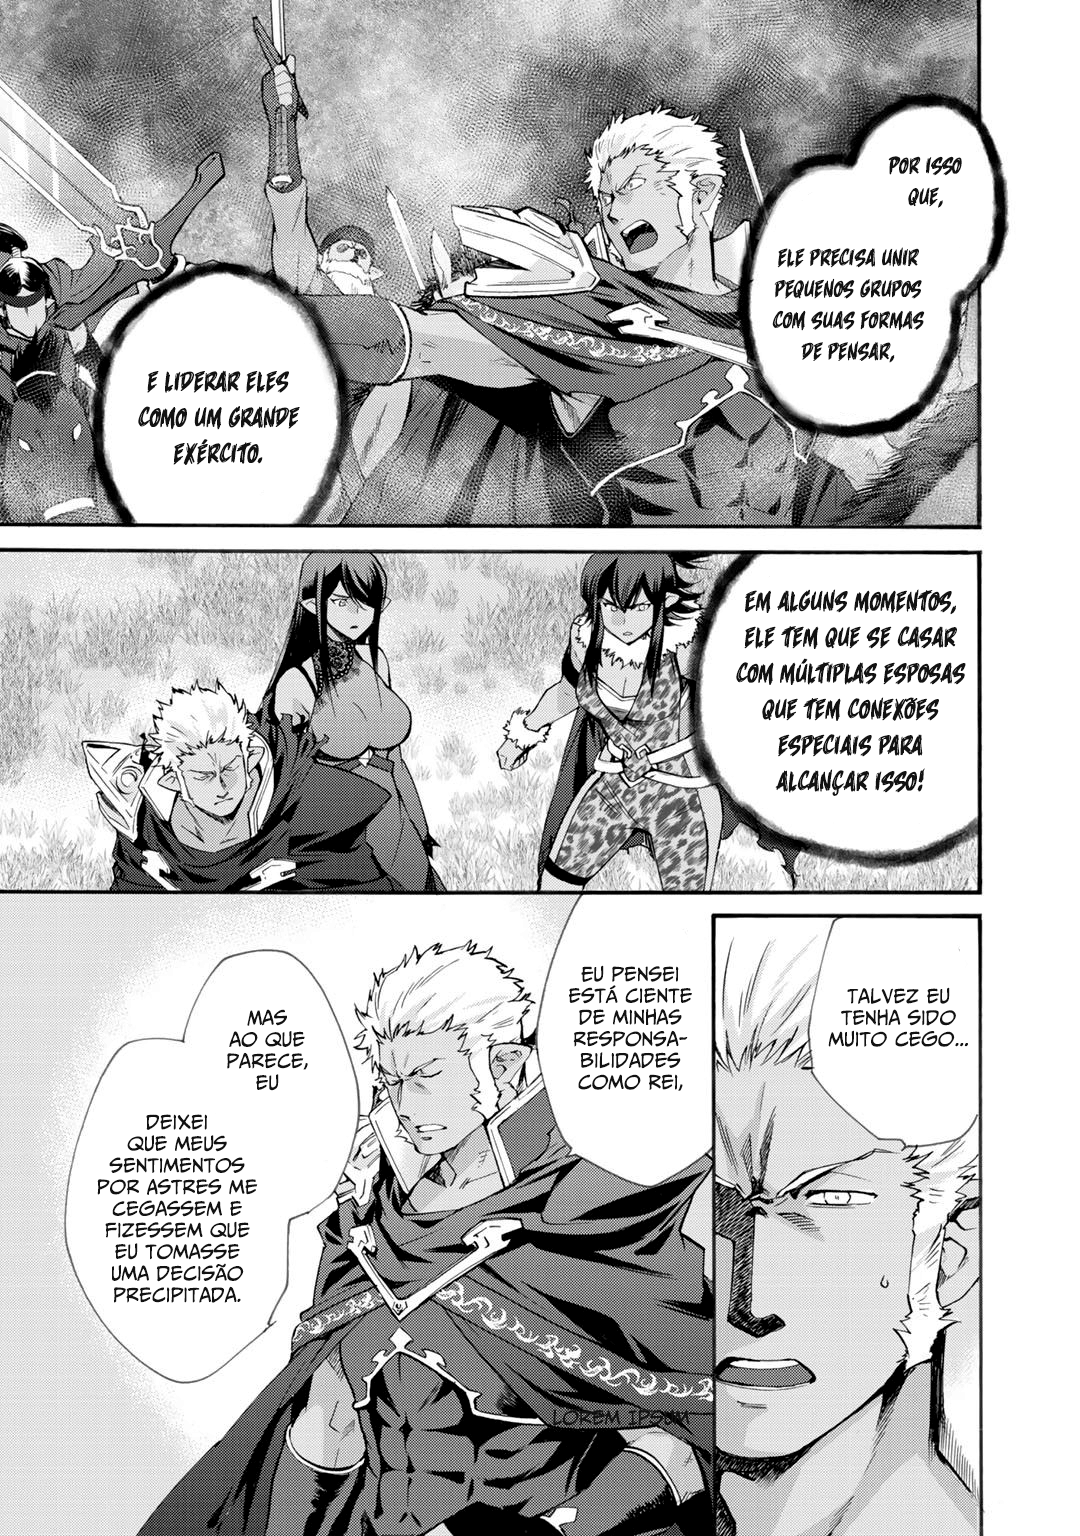 POR ISSO
QUE,
ELE PRECISA UNIR
PEQUENOS GRUPOS
COM SUAS FORMAS
DE PENSAR,
E LIDERAR ELES
COMO UM GRANDE
EXÉRCITO.
EM ALGUNS MOMENTOS,
ELE TEM QUE SE CASAR
COM MÚLTIPLAS ESPOSAS
QUE TEM CONEXÕES
ESPECIAIS PARA
ALCANÇAR ISSO!
TALVEZ EU
TENHA SIDO
MUITO CEGO...
EU PENSEI
ESTÁ CIENTE
DE MINHAS
RESPONSA-
BILIDADES
COMO REI,
MAS
AO QUE
PARECE,
EU
DEIXEI
QUE MEUS
SENTIMENTOS
POR ASTRES ME
CEGASSEM E
FIZESSEM QUE
EU TOMASSE
UMA DECISÃO
PRECIPITADA.
LOREM IPSUM